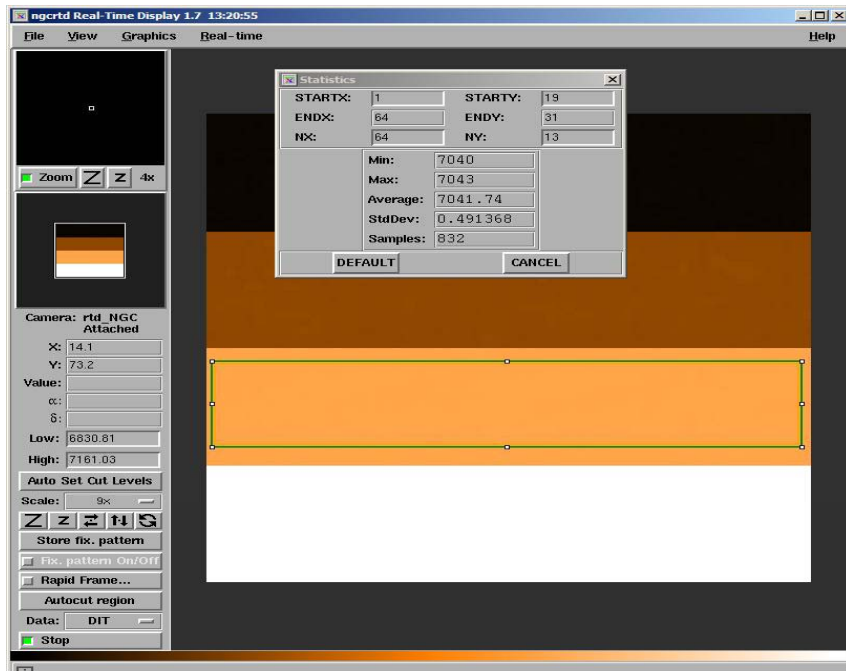 ngcrtd Real-Time Display 1.7 13:20:55
File View Graphics Real-time Help
Zoom Z z 4x
Camera: rtd_NGC
Attached
X: 14.1
Y: 73.2
Value:
α:
δ:
Low: 6830.81
High: 7161.03
Auto Set Cut Levels
Scale: 9x
Z z
Store fix. pattern
Fix. pattern On/Off
Rapid Frame...
Autocut region
Data: DIT
Stop
Statistics
STARTX: 1 STARTY: 19
ENDX: 64 ENDY: 31
NX: 64 NY: 13
Min: 7040
Max: 7043
Average: 7041.74
StdDev: 0.491368
Samples: 832
DEFAULT CANCEL